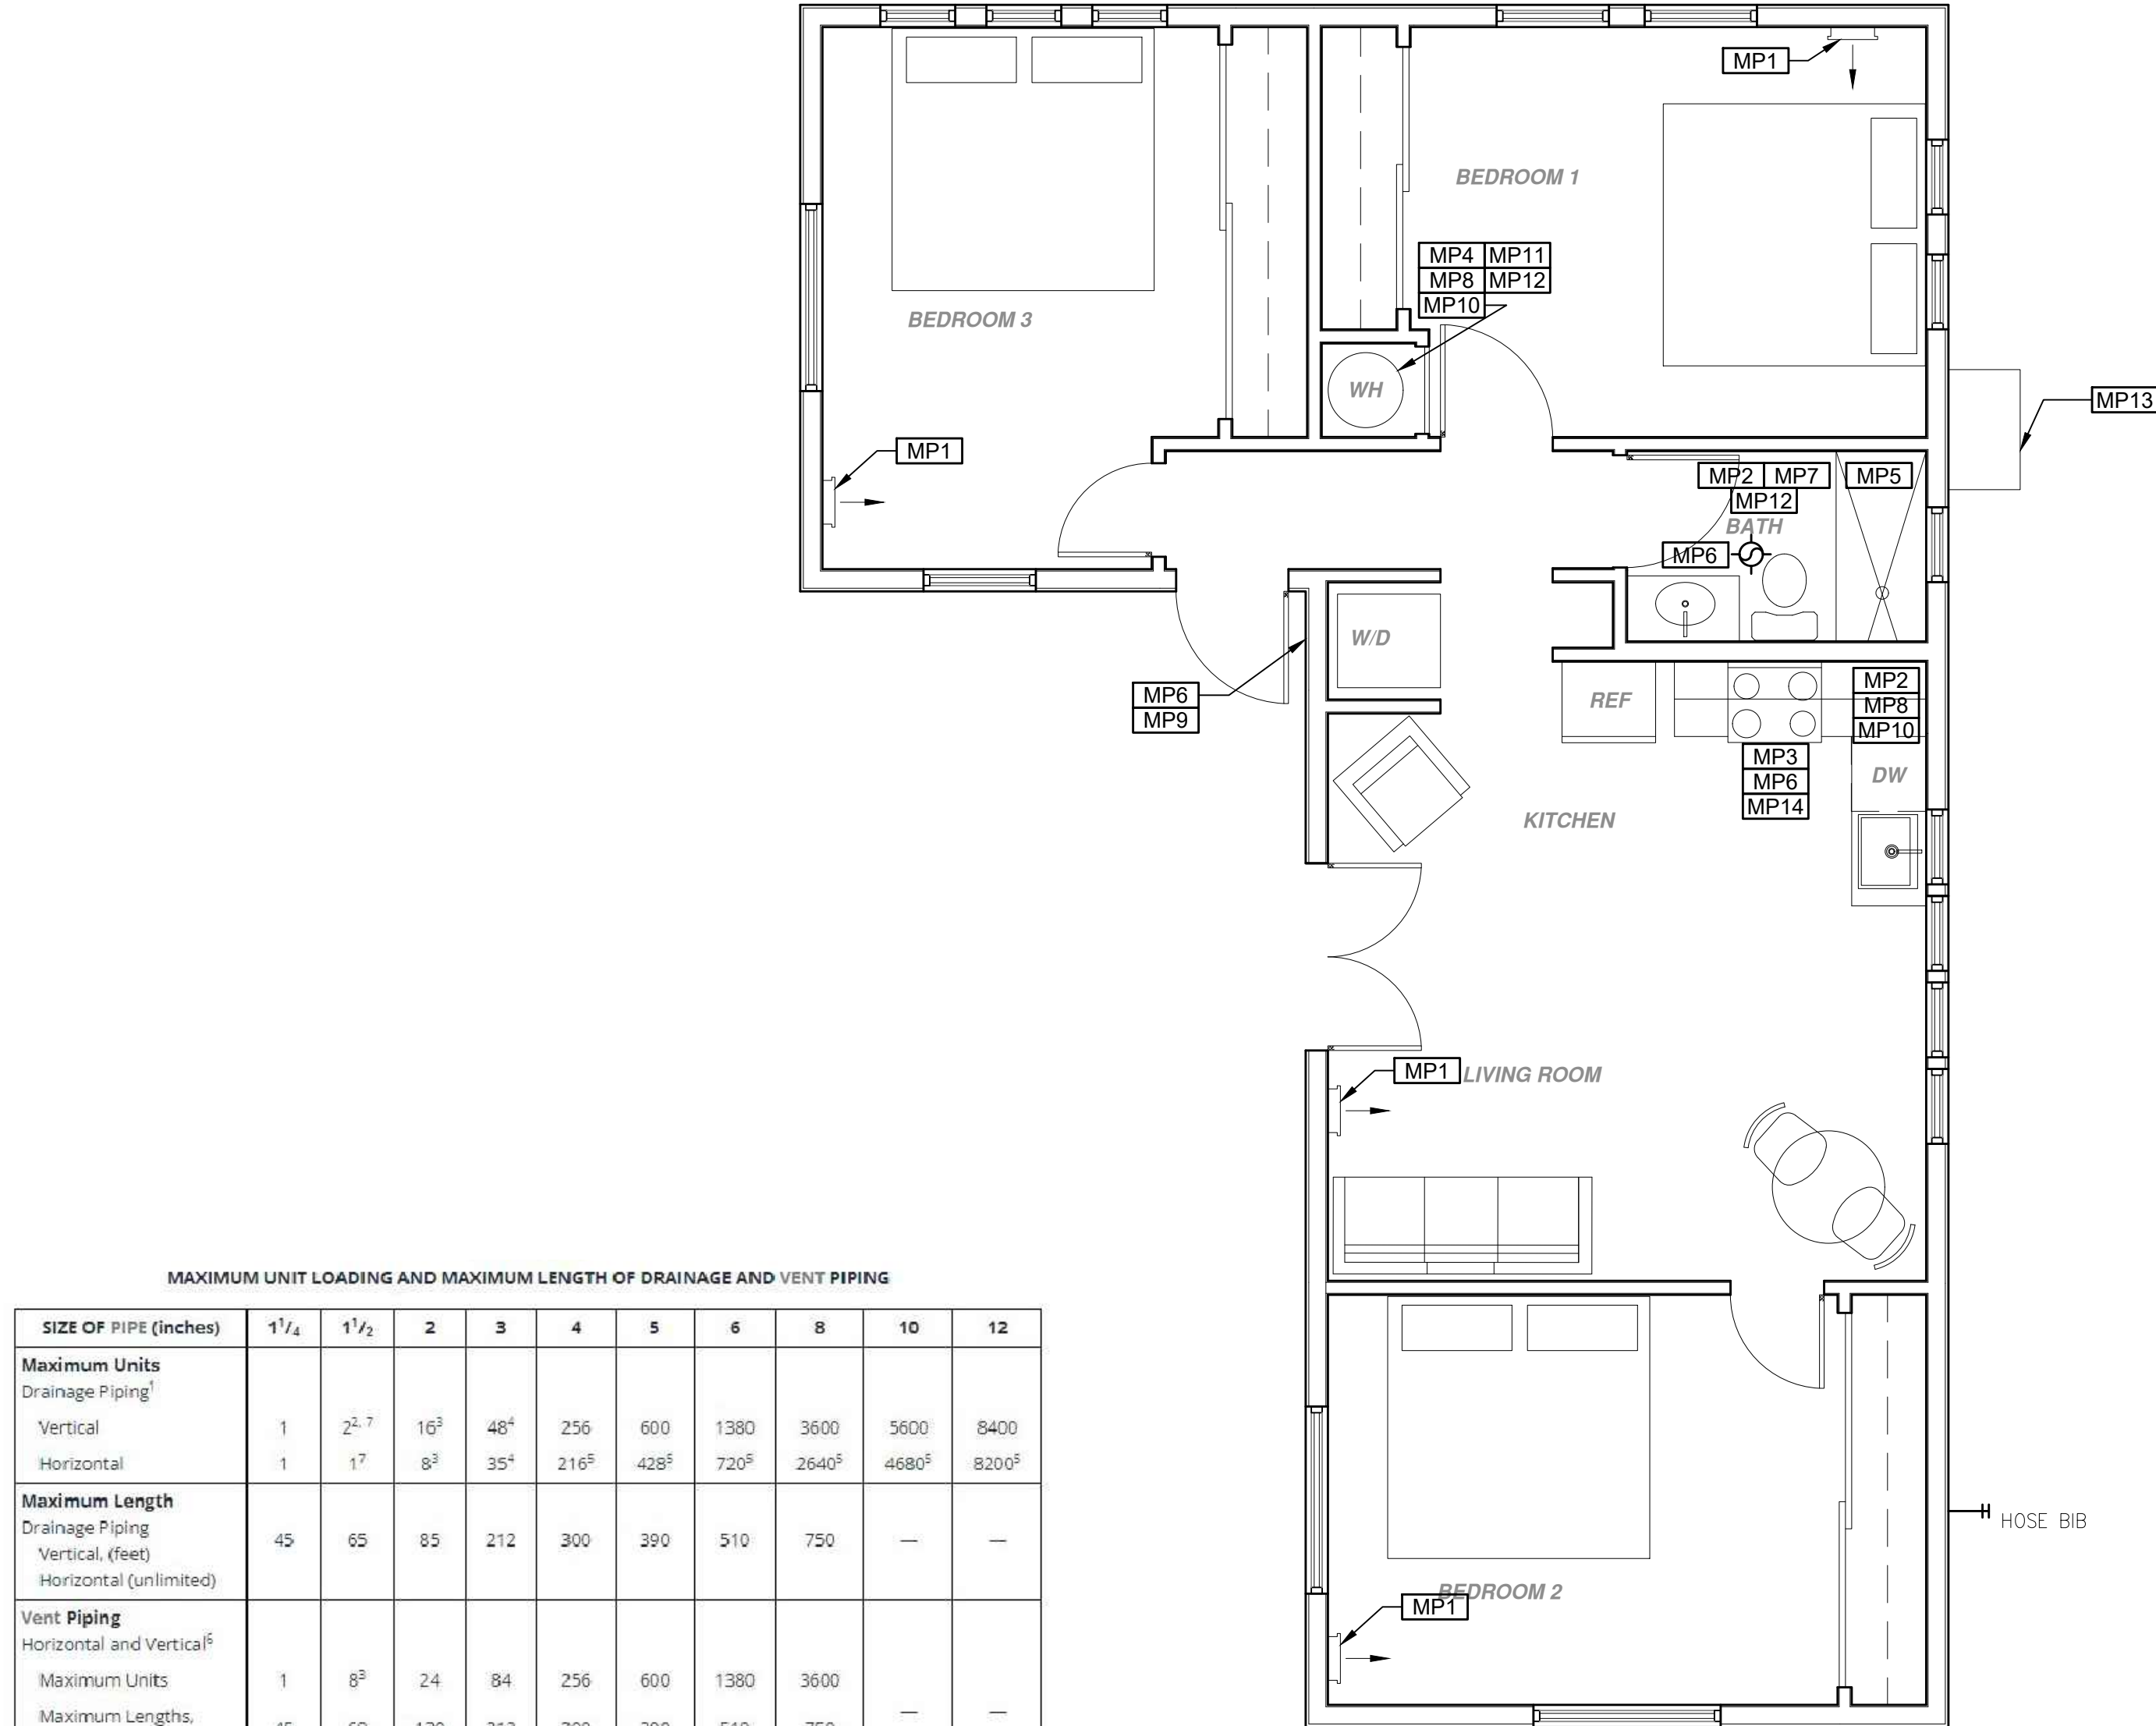 MP1
BEDROOM 1
MP4 MP11
MP8 MP12
MP10
BEDROOM 3
WH
MP13
MP1
MP2 MP7
MP12
MP5
BATH
MP6
W/D
MP6
MP9
REF
MP2
MP8
MP10
MP3
MP6
MP14
DW
KITCHEN
MP1
LIVING ROOM
MAXIMUM UNIT LOADING AND MAXIMUM LENGTH OF DRAINAGE AND VENT PIPING
SIZE OF PIPE (inches) 1 1/4 1 1/2 2 3 4 5 6 8 10 12
Maximum Units
Drainage Piping¹
Vertical 1 2²,⁷ 16³ 48⁴ 256 600 1380 3600 5600 8400
Horizontal 1 1⁷ 8³ 35⁴ 216⁵ 428⁵ 720⁵ 2640⁵ 4680⁵ 8200⁵
Maximum Length
Drainage Piping
Vertical, (feet) 45 65 85 212 300 390 510 750 — —
Horizontal (unlimited)
Vent Piping
Horizontal and Vertical⁶
Maximum Units 1 8³ 24 84 256 600 1380 3600
Maximum Lengths, — —
HOSE BIB
BEDROOM 2
MP1